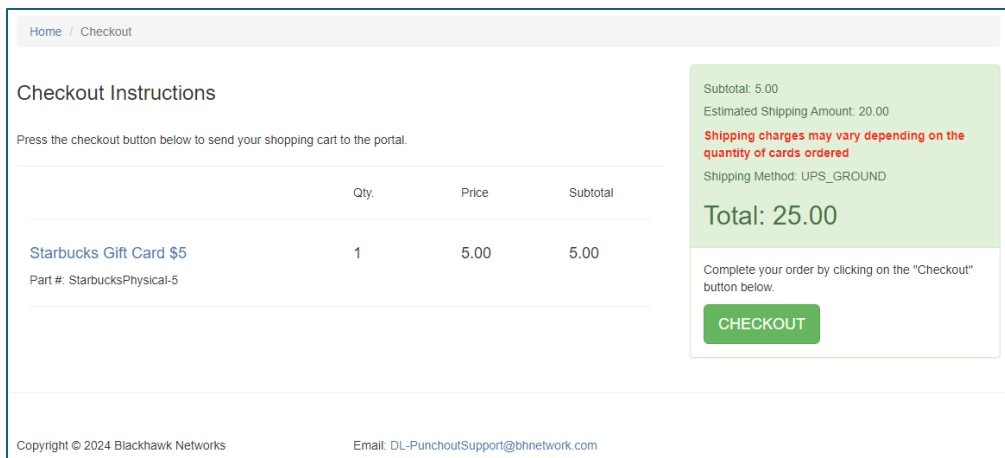 Home / Checkout
Checkout Instructions
Press the checkout button below to send your shopping cart to the portal.
Qty. Price Subtotal
Starbucks Gift Card $5 1 5.00 5.00
Part #: StarbucksPhysical-5
Subtotal: 5.00
Estimated Shipping Amount: 20.00
Shipping charges may vary depending on the
quantity of cards ordered
Shipping Method: UPS_GROUND
Total: 25.00
Complete your order by clicking on the "Checkout"
button below.
CHECKOUT
Copyright © 2024 Blackhawk Networks Email: DL-PunchoutSupport@bhnetwork.com